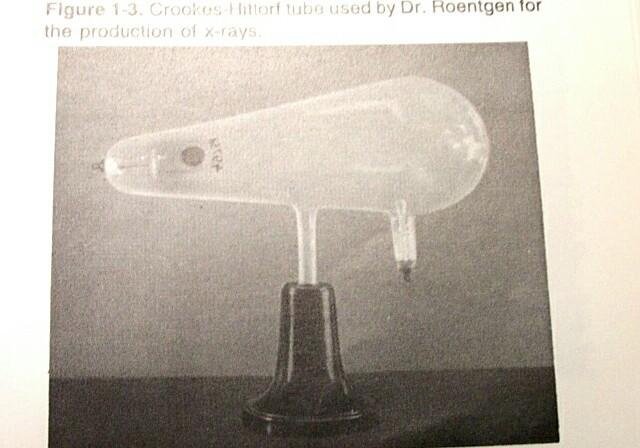 Figure 1-3. Crookes-Hittorf tube used by Dr. Roentgen for
the production of x-rays.